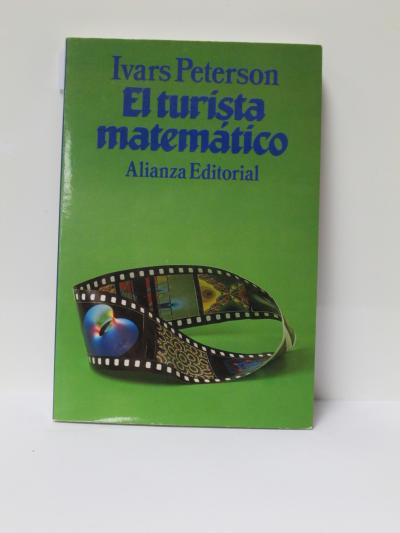 Ivars Peterson
El turista
matemático
Alianza Editorial